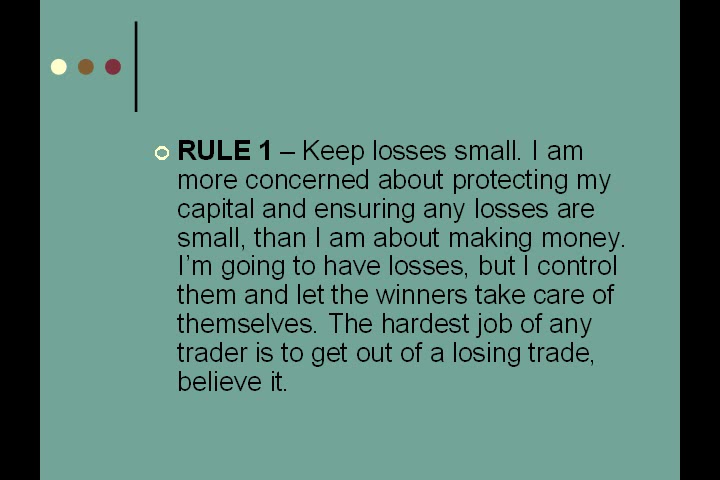 RULE 1 – Keep losses small. I am
more concerned about protecting my
capital and ensuring any losses are
small, than I am about making money.
I'm going to have losses, but I control
them and let the winners take care of
themselves. The hardest job of any
trader is to get out of a losing trade,
believe it.